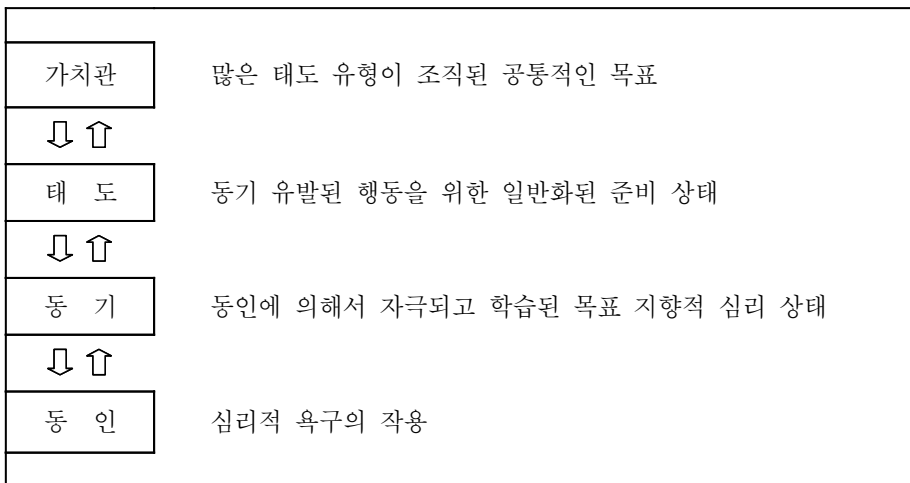 가치관 많은 태도 유형이 조직된 공통적인 목표
⇩⇧
태 도 동기 유발된 행동을 위한 일반화된 준비 상태
⇩⇧
동 기 동인에 의해서 자극되고 학습된 목표 지향적 심리 상태
⇩⇧
동 인 심리적 욕구의 작용